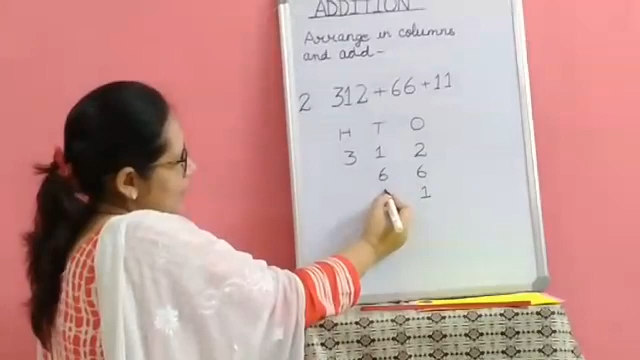 ADDITION
Arrange in columns
and add -
2 312 + 66 + 11
H T O
3 1 2
6 6
1